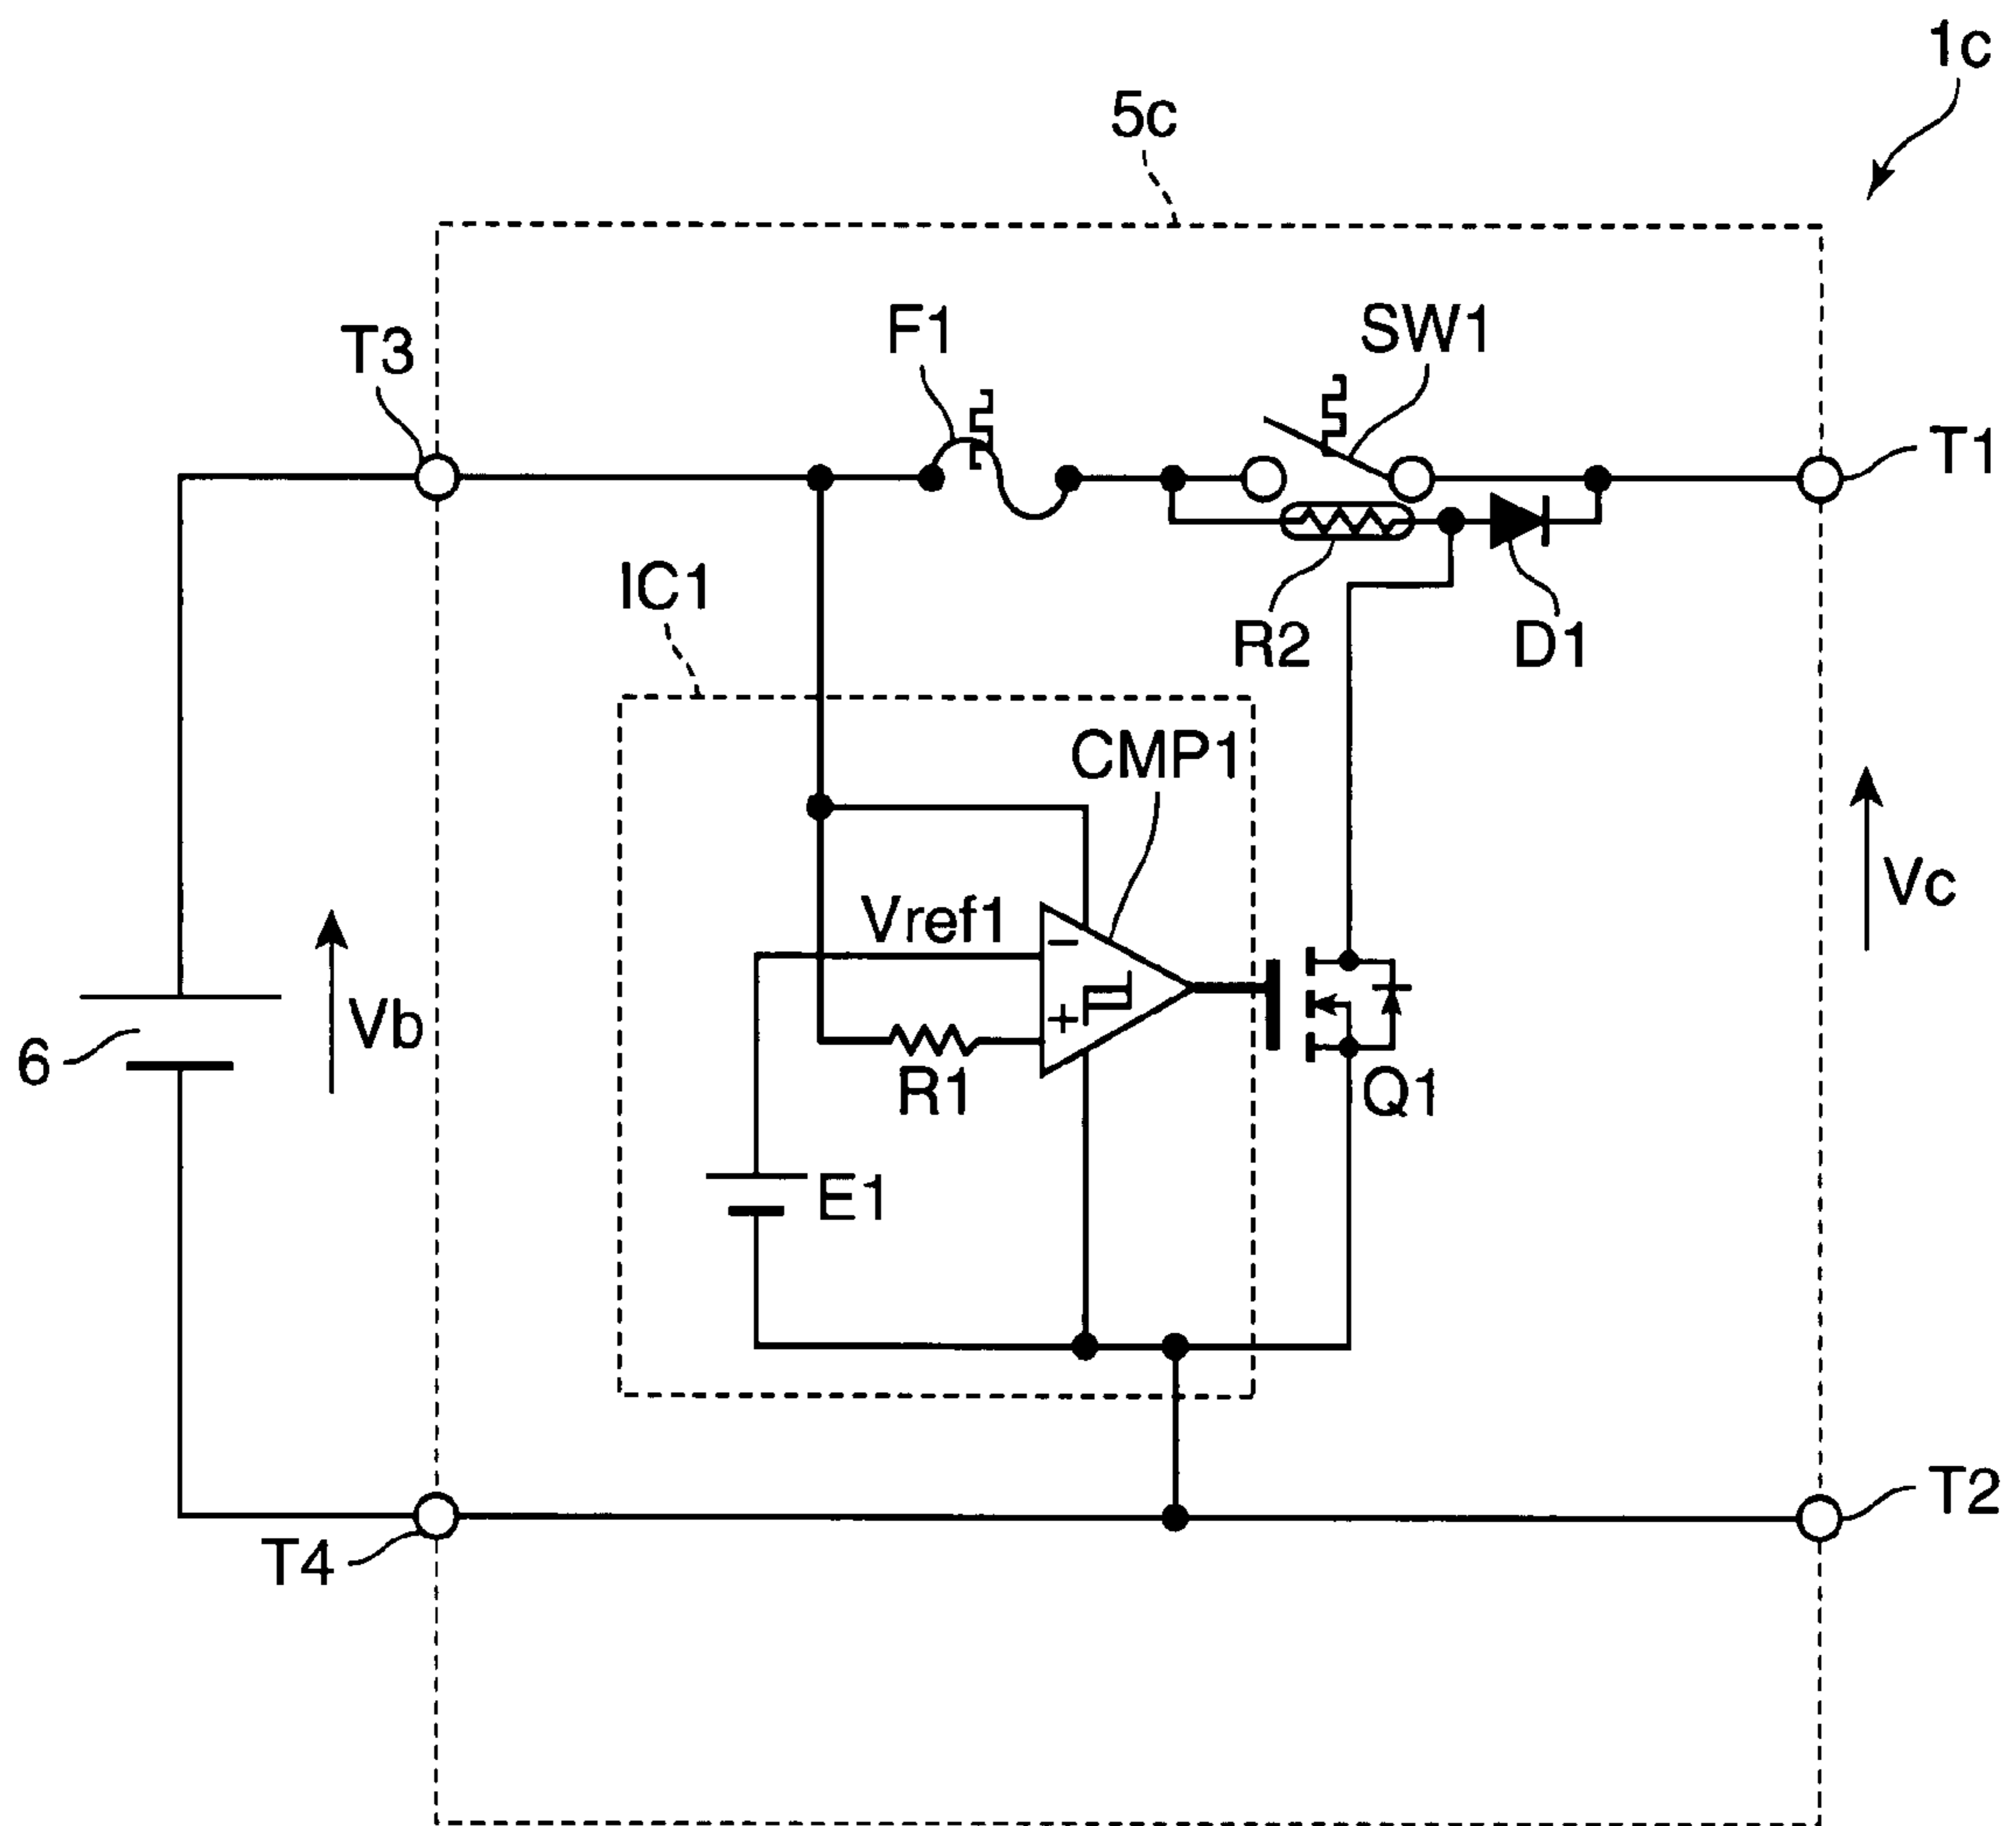 1c
5c
T3
F1
SW1
T1
IC1
R2
D1
CMP1
Vref1
−
+
R1
Q1
Vb
6
Vc
E1
T4
T2